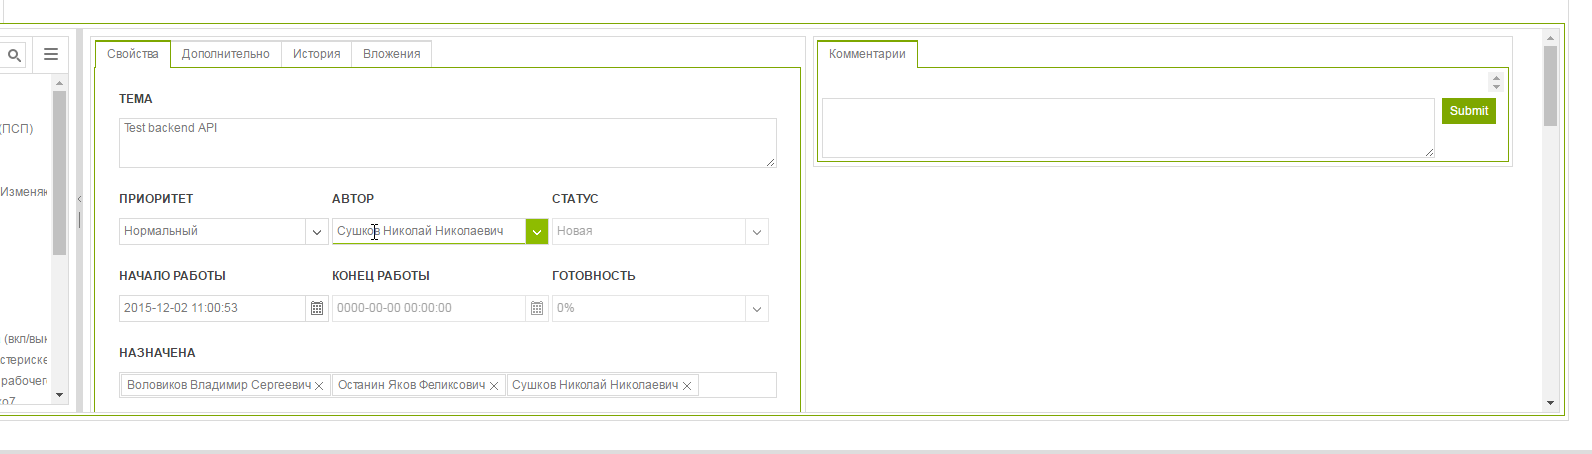 (ПСП)
Изменяю
(вкл/вык
стериске
рабочег
ко7
Свойства
Дополнительно
История
Вложения
ТЕМА
Test backend API
ПРИОРИТЕТ
АВТОР
СТАТУС
Нормальный
Сушков Николай Николаевич
Новая
НАЧАЛО РАБОТЫ
КОНЕЦ РАБОТЫ
ГОТОВНОСТЬ
2015-12-02 11:00:53
0000-00-00 00:00:00
0%
НАЗНАЧЕНА
Воловиков Владимир Сергеевич
Останин Яков Феликсович
Сушков Николай Николаевич
Комментарии
Submit